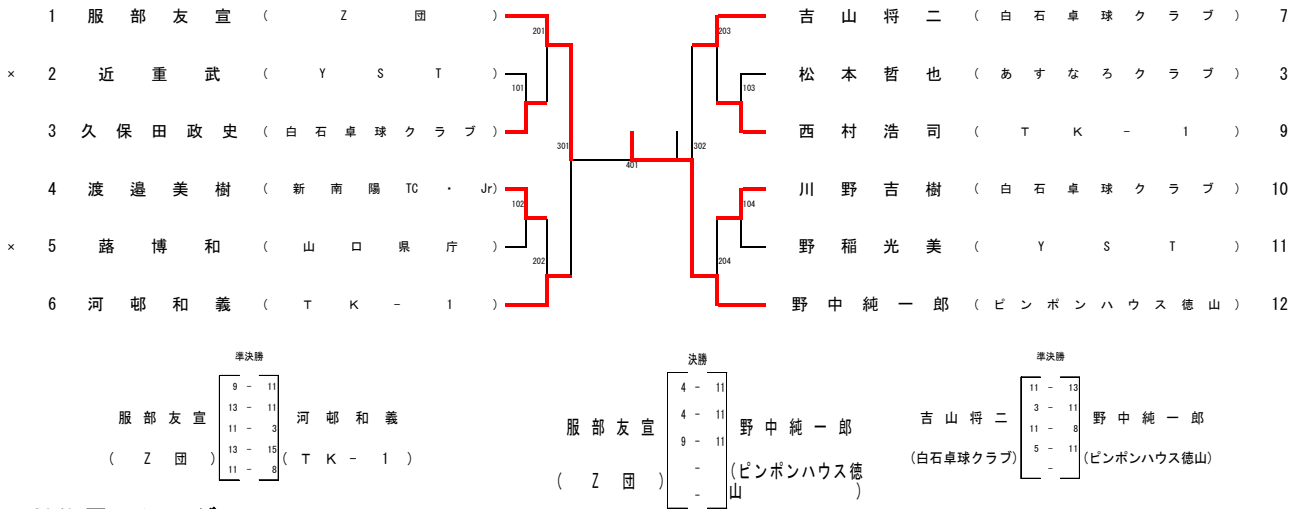 1 服部友宣 (Z団) 吉山将二 (白石卓球クラブ) 7
201 203
× 2 近重武 (YST) 松本哲也 (あすなろクラブ) 3
101 103
3 久保田政史 (白石卓球クラブ) 西村浩司 (TK-1) 9
301 302
401
4 渡邉美樹 (新南陽TC・Jr) 川野吉樹 (白石卓球クラブ) 10
102 104
× 5 蕗博和 (山口県庁) 野稲光美 (YST) 11
202 204
6 河邨和義 (TK-1) 野中純一郎 (ピンポンハウス徳山) 12
準決勝
9 - 11
13 - 11
服部友宣 11 - 3 河邨和義
13 - 15
(Z団) 11 - 8 (TK-1)
決勝
4 - 11
4 - 11
服部友宣 9 - 11 野中純一郎
-
(Z団) - (ピンポンハウス徳山)
準決勝
11 - 13
3 - 11
吉山将二 11 - 8 野中純一郎
5 - 11
(白石卓球クラブ) - (ピンポンハウス徳山)